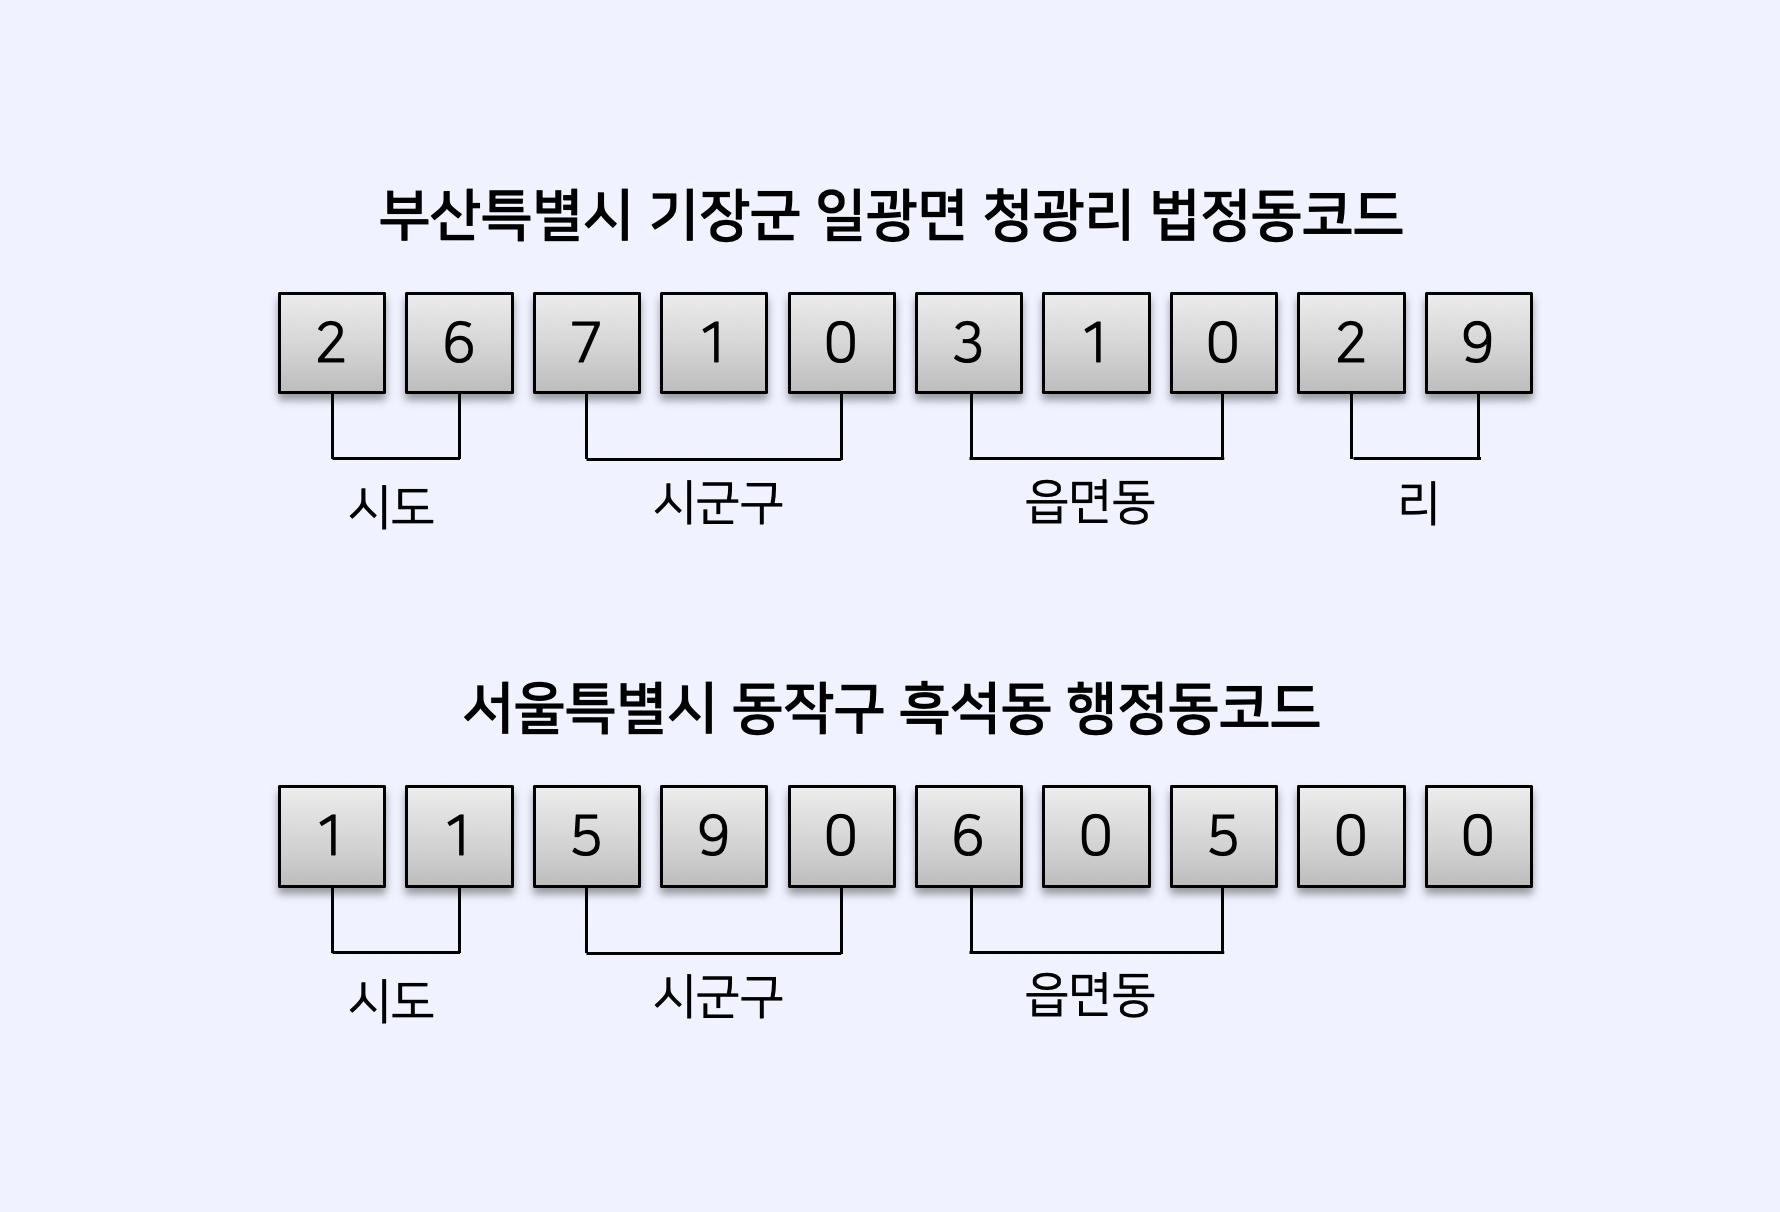 부산특별시 기장군 일광면 청광리 법정동코드
2 6 7 1 0 3 1 0 2 9
시도 시군구 읍면동 리
서울특별시 동작구 흑석동 행정동코드
1 1 5 9 0 6 0 5 0 0
시도 시군구 읍면동